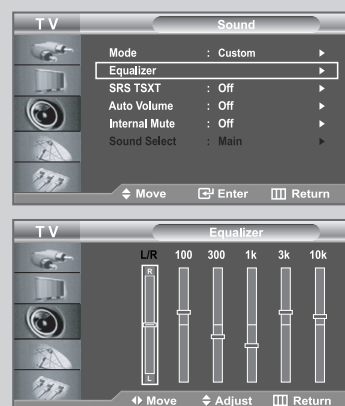 TV Sound
Mode : Custom
Equalizer
SRS TSXT : Off
Auto Volume : Off
Internal Mute : Off
Sound Select : Main
Move Enter Return
TV Equalizer
L/R 100 300 1k 3k 10k
R
L
Move Adjust Return